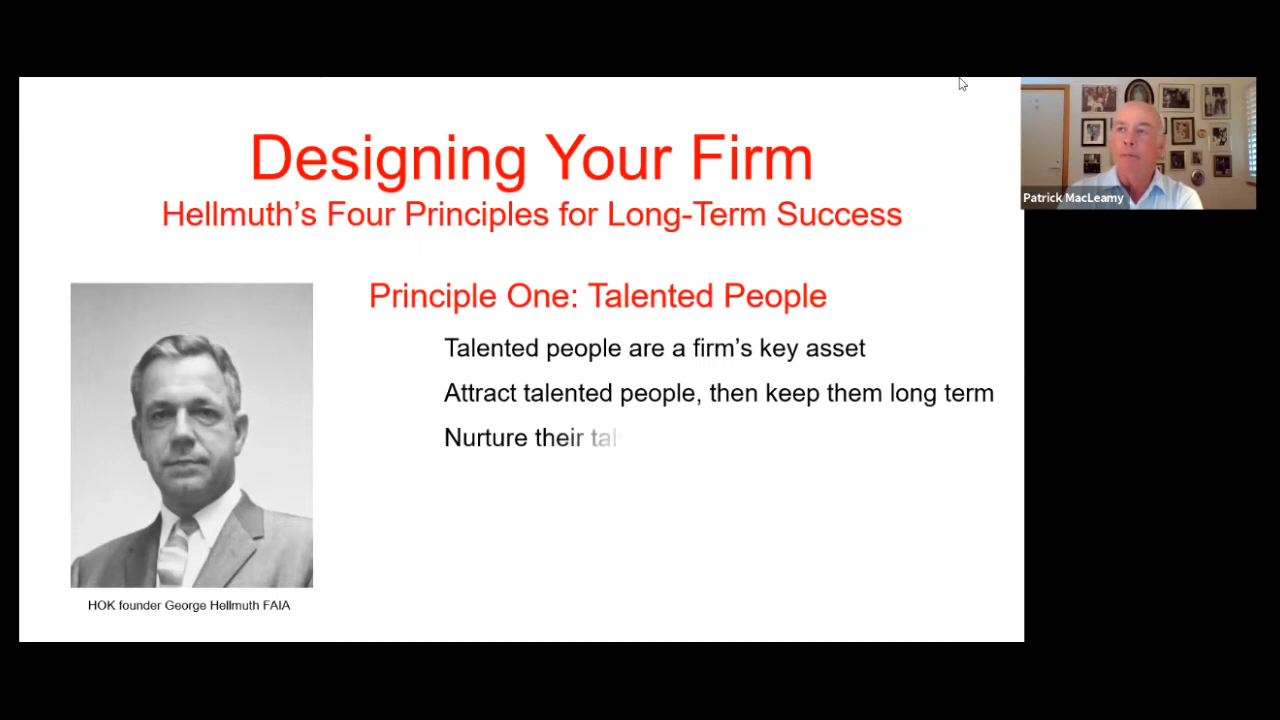 Designing Your Firm
Hellmuth's Four Principles for Long-Term Success
Patrick MacLeamy
Principle One: Talented People
Talented people are a firm's key asset
Attract talented people, then keep them long term
Nurture their
HOK founder George Hellmuth FAIA